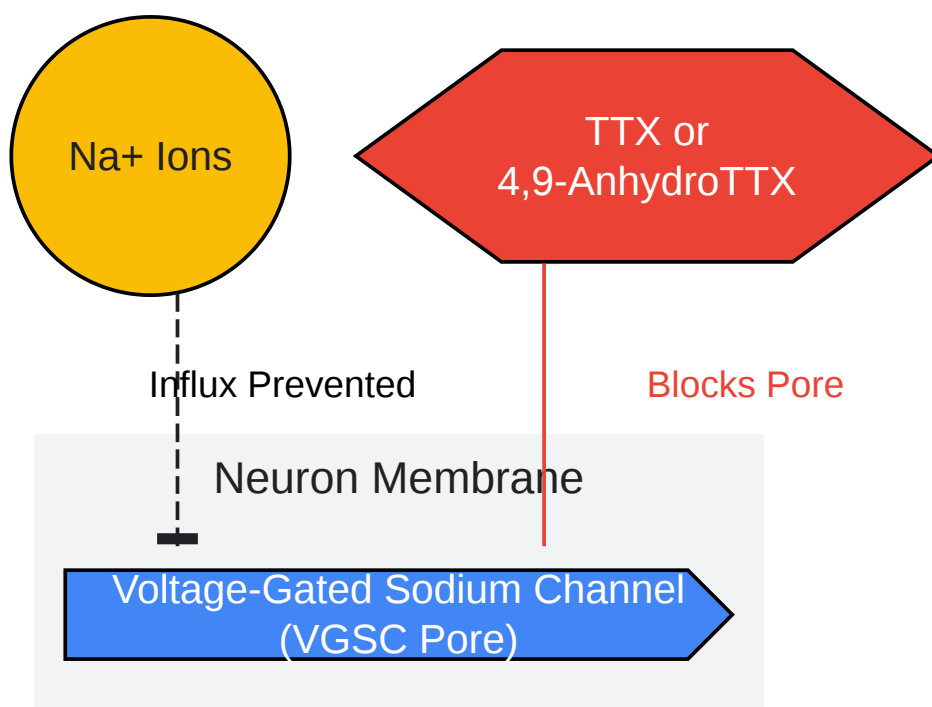 Na+ Ions
TTX or
4,9-AnhydroTTX
Influx Prevented
Blocks Pore
Neuron Membrane
Voltage-Gated Sodium Channel
(VGSC Pore)